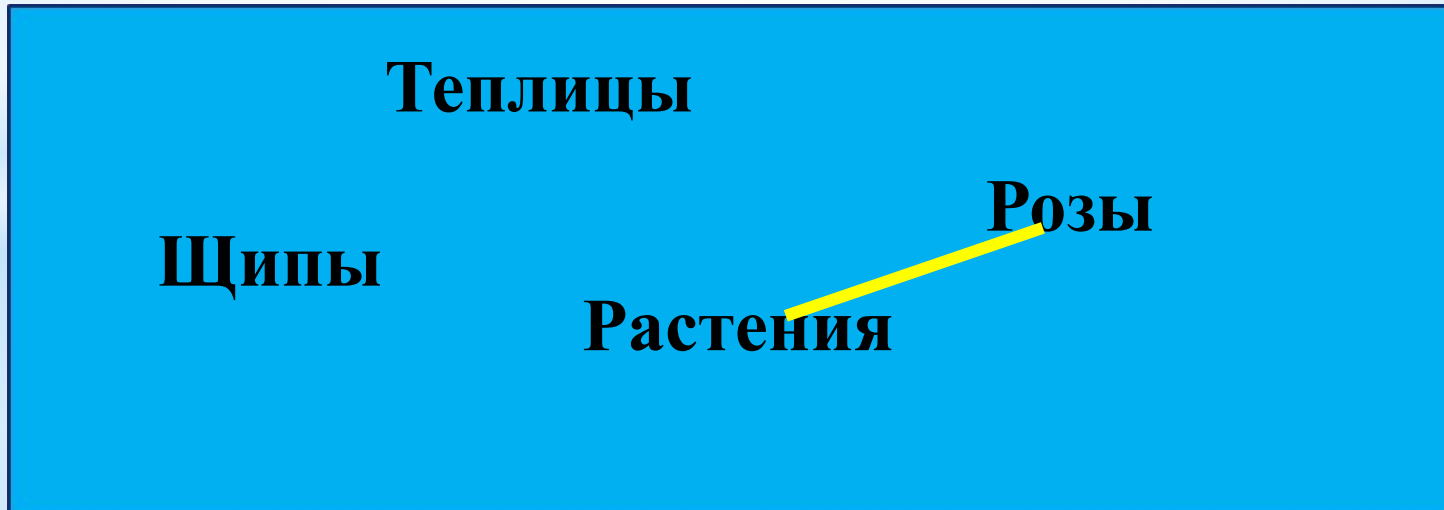 Теплицы
Розы
Щипы
Растения